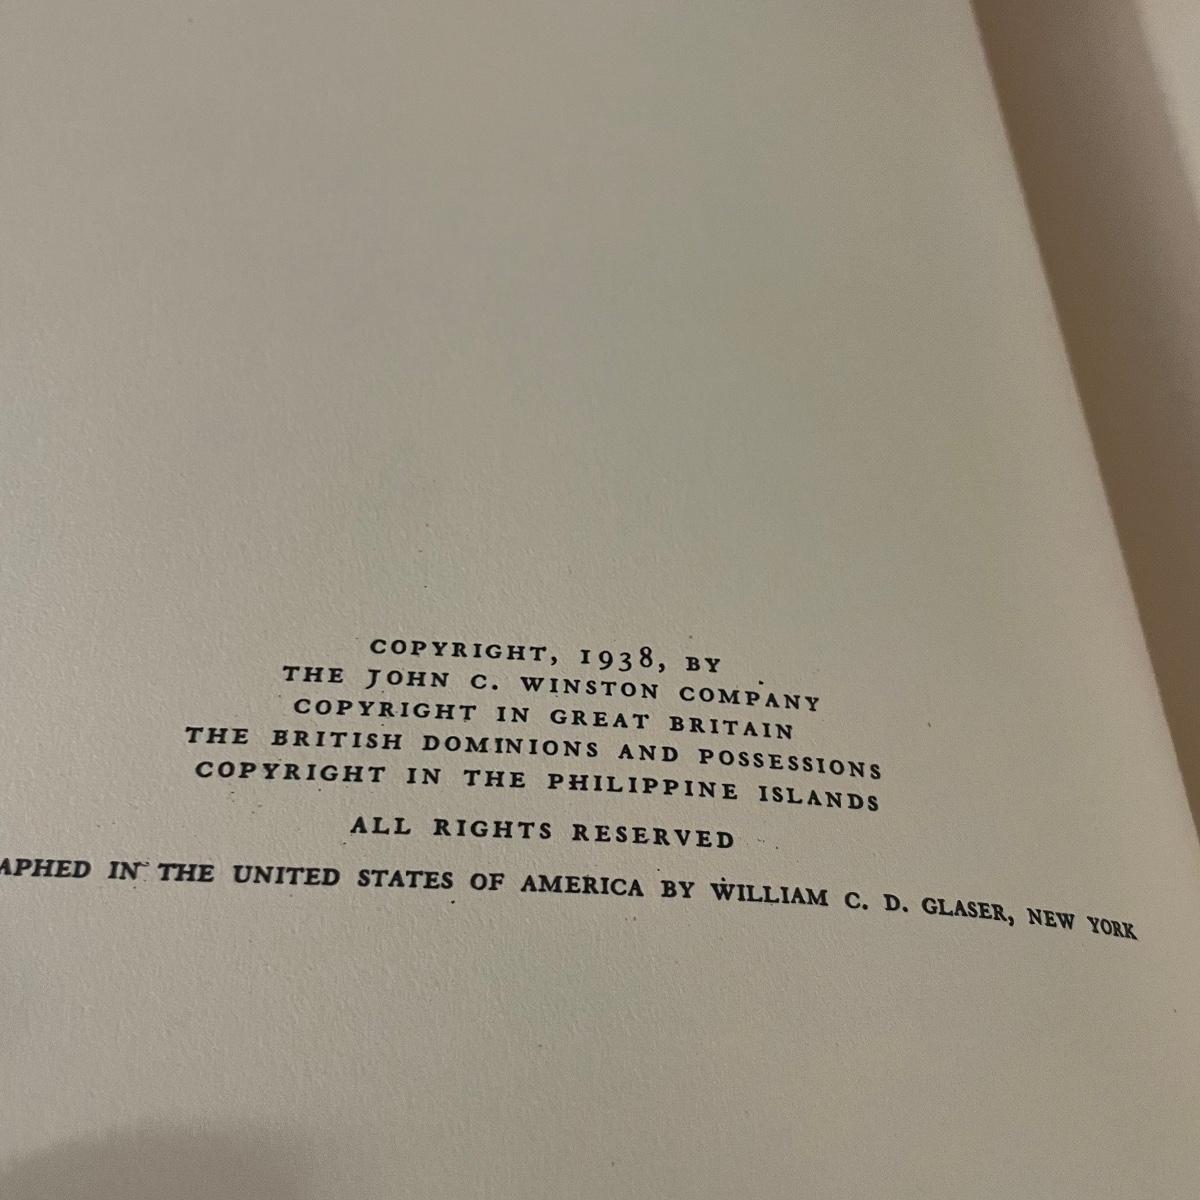 COPYRIGHT, 1938, BY
THE JOHN C. WINSTON COMPANY
COPYRIGHT IN GREAT BRITAIN
THE BRITISH DOMINIONS AND POSSESSIONS
COPYRIGHT IN THE PHILIPPINE ISLANDS
ALL RIGHTS RESERVED
APHED IN THE UNITED STATES OF AMERICA BY WILLIAM C. D. GLASER, NEW YORK